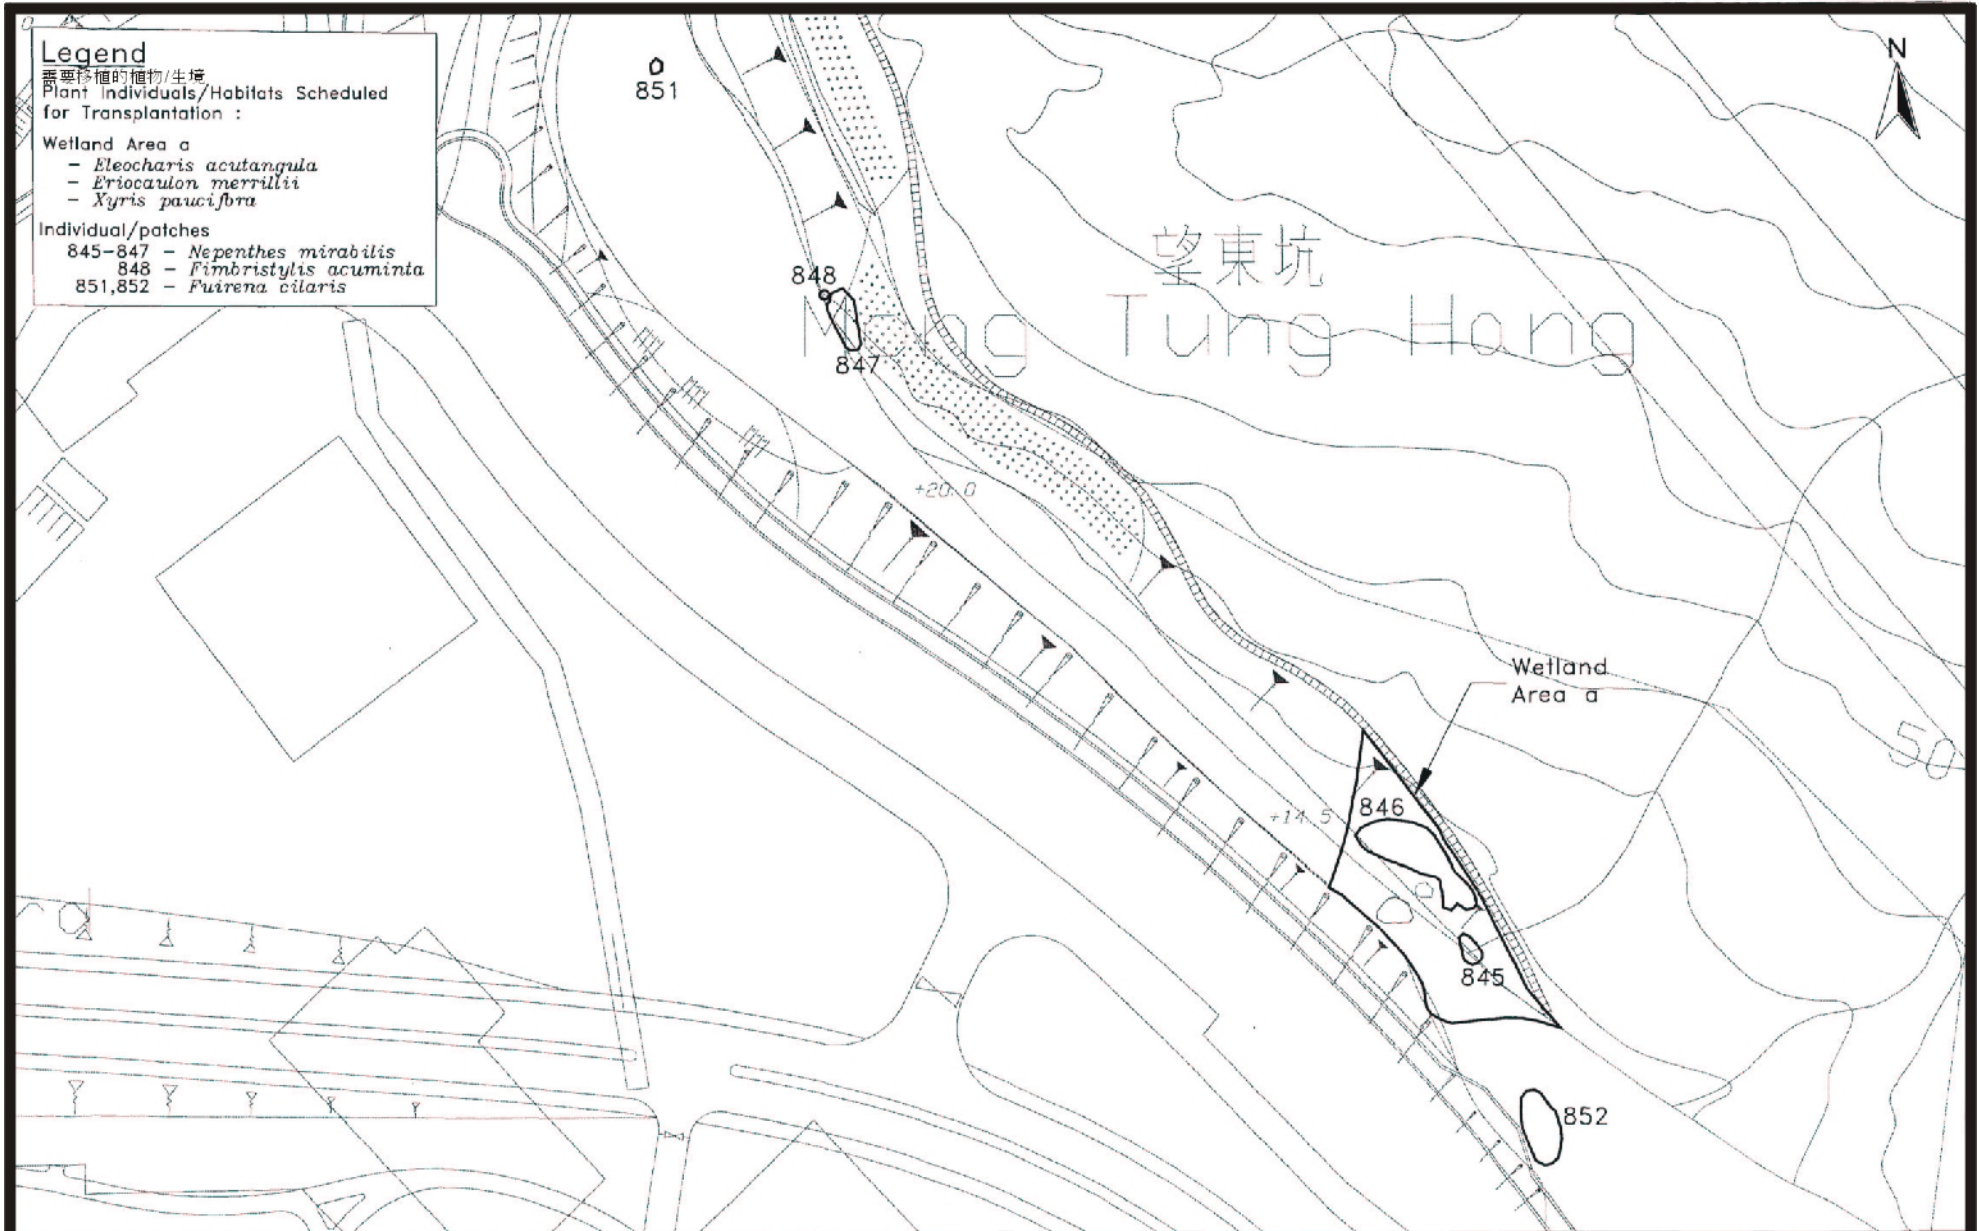 Legend
需要移植的植物/生境
Plant Individuals/Habitats Scheduled
for Transplantation :
Wetland Area a
- Eleocharis acutangula
- Eriocaulon merrillii
- Xyris pauciflora
Individual/patches
845-847 - Nepenthes mirabilis
848 - Fimbristylis acuminta
851,852 - Fuirena cilaris
N
851
望東坑
848
Mong Tung Hang
847
+20.0
Wetland
Area a
50
846
+14.5
845
852